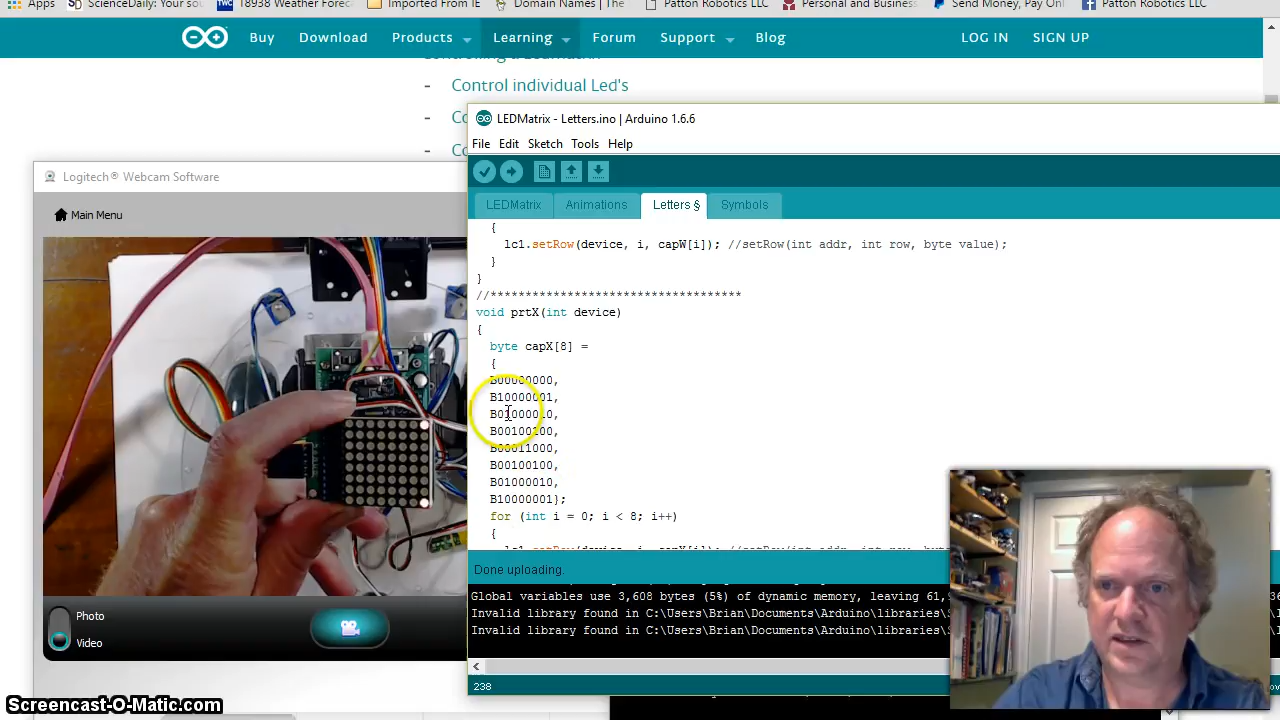 Apps
ScienceDaily: Your so
18938 Weather Foreca
Imported From IE
Domain Names | The
Patton Robotics LLC
Personal and Business
Send Money, Pay Onl
Patton Robotics LLC
Buy Download Products Learning Forum Support Blog LOG IN SIGN UP
- Control individual Led's
-
-
LEDMatrix - Letters.ino | Arduino 1.6.6
File Edit Sketch Tools Help
Logitech® Webcam Software
Main Menu
LEDMatrix Animations Letters § Symbols
{
lc1.setRow(device, i, capW[i]); //setRow(int addr, int row, byte value);
}
}
//************************************
void prtX(int device)
{
byte capX[8] =
{
B00000000,
B10000001,
B01000010,
B00100100,
B00011000,
B00100100,
B01000010,
B10000001};
for (int i = 0; i < 8; i++)
{
Done uploading.
Global variables use 3,608 bytes (5%) of dynamic memory, leaving 61,
Invalid library found in C:\Users\Brian\Documents\Arduino\libraries\
Invalid library found in C:\Users\Brian\Documents\Arduino\libraries\
238
Photo
Video
Screencast-O-Matic.com